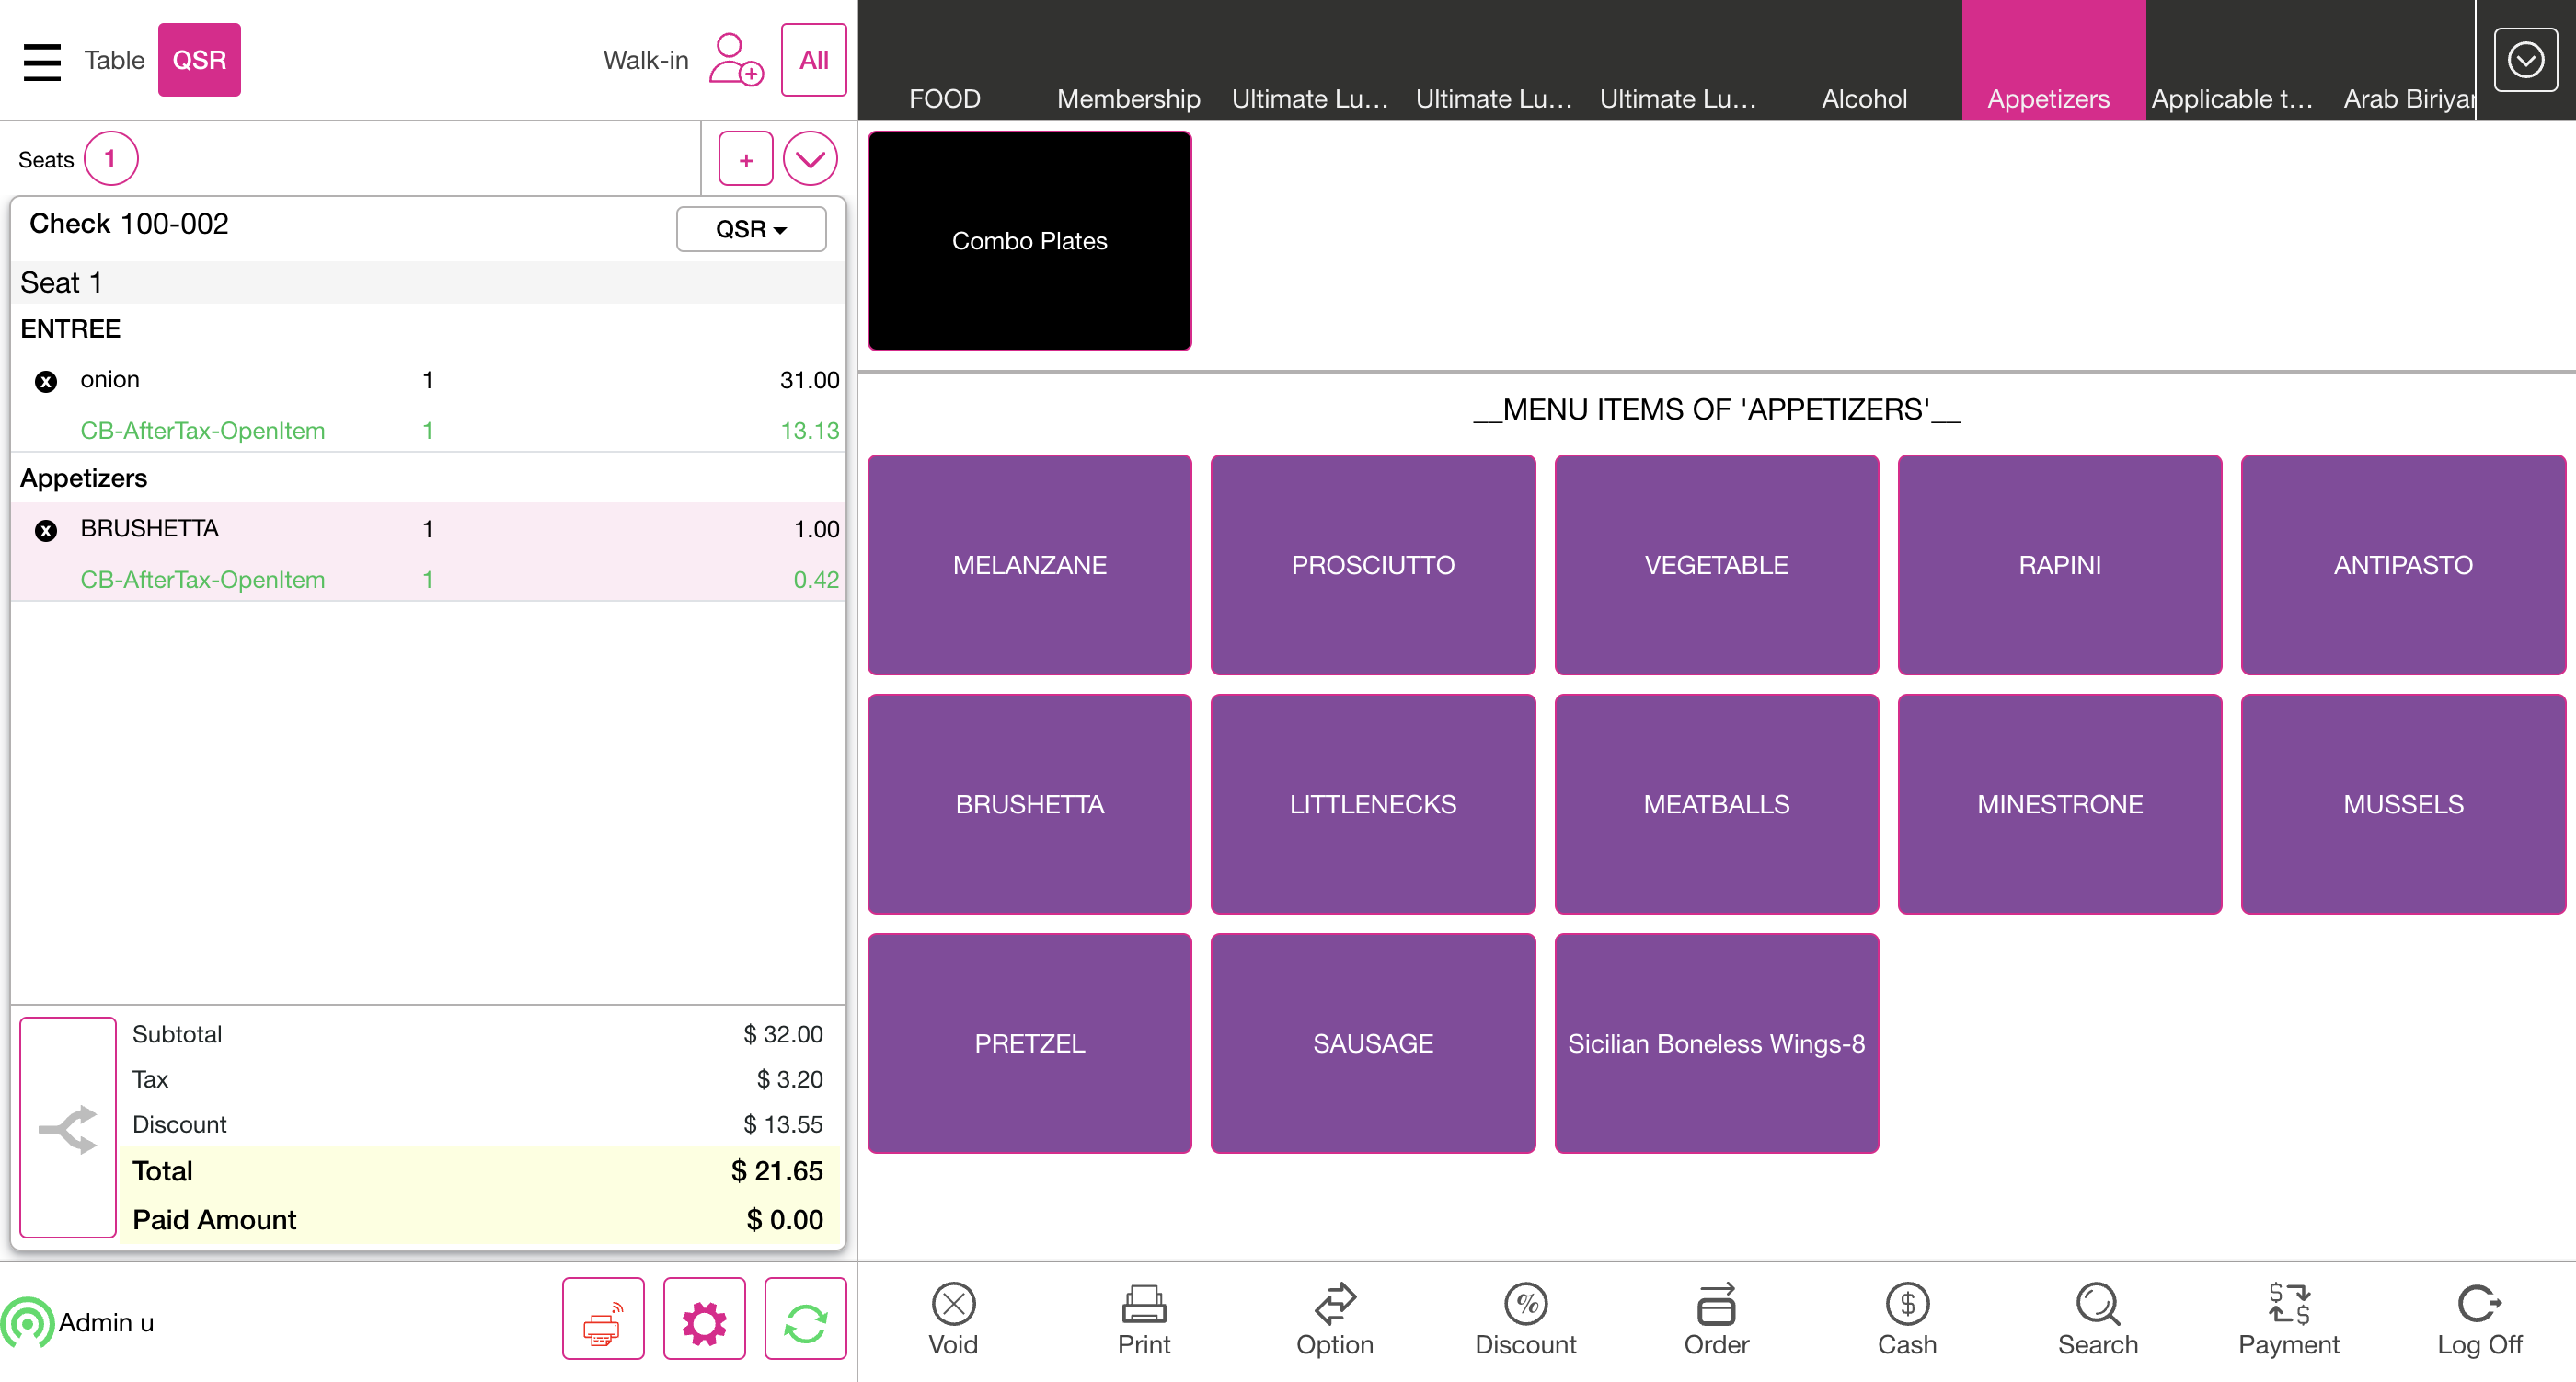 Table QSR Walk-in All
FOOD Membership Ultimate Lu... Ultimate Lu... Ultimate Lu... Alcohol Appetizers Applicable t... Arab Biriyar
Seats 1 +
Check 100-002 QSR
Seat 1
ENTREE
onion 1 31.00
CB-AfterTax-OpenItem 1 13.13
Appetizers
BRUSHETTA 1 1.00
CB-AfterTax-OpenItem 1 0.42
Subtotal $ 32.00
Tax $ 3.20
Discount $ 13.55
Total $ 21.65
Paid Amount $ 0.00
Admin u
Combo Plates
__MENU ITEMS OF 'APPETIZERS'__
MELANZANE PROSCIUTTO VEGETABLE RAPINI ANTIPASTO
BRUSHETTA LITTLENECKS MEATBALLS MINESTRONE MUSSELS
PRETZEL SAUSAGE Sicilian Boneless Wings-8
Void Print Option Discount Order Cash Search Payment Log Off